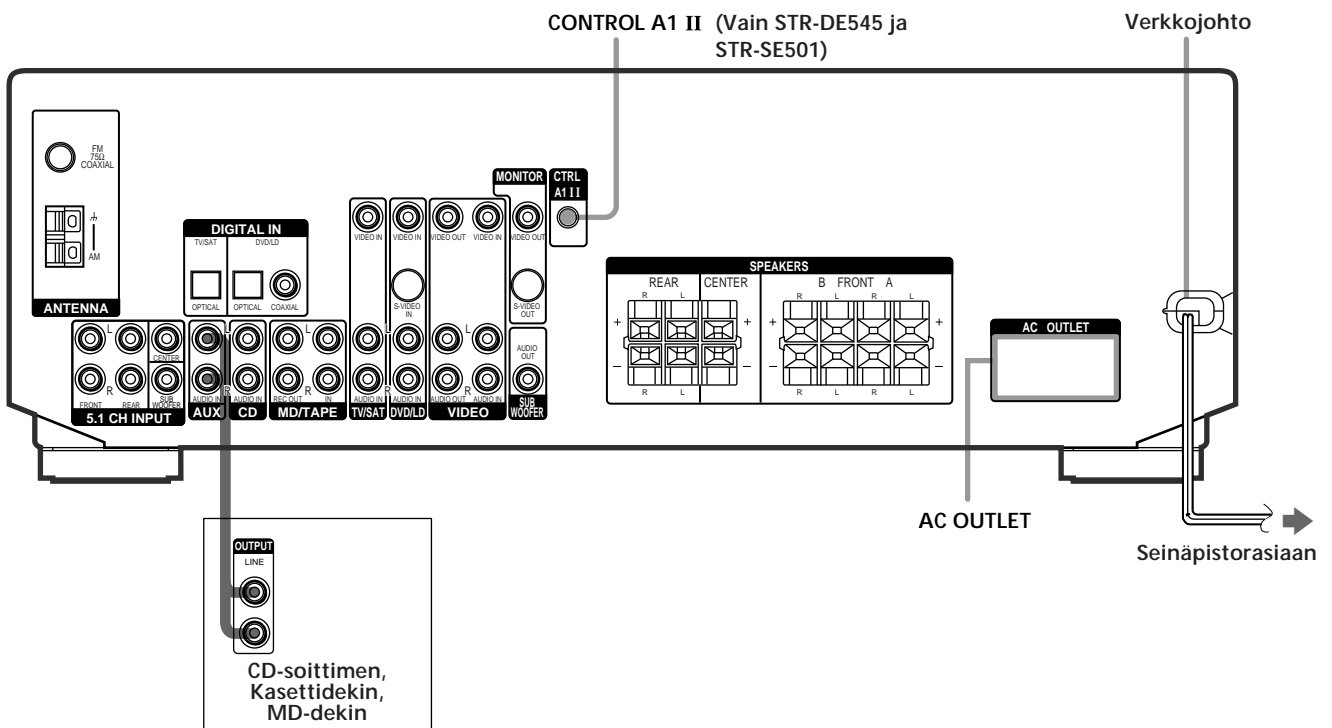 CONTROL A1 II (Vain STR-DE545 ja
STR-SE501)
Verkkojohto
FM
75Ω
COAXIAL
AM
ANTENNA
DIGITAL IN
TV/SAT
DVD/LD
OPTICAL
OPTICAL
COAXIAL
MONITOR
CTRL
A1 II
VIDEO IN
VIDEO IN
VIDEO OUT
VIDEO IN
VIDEO OUT
S-VIDEO
IN
S-VIDEO
OUT
L
CENTER
L
L
L
L
AUDIO
OUT
R
R
R
R
R
FRONT
REAR
SUB
WOOFER
AUDIO IN
AUDIO IN
REC OUT
IN
AUDIO IN
AUDIO IN
AUDIO OUT
AUDIO IN
5.1 CH INPUT
AUX
CD
MD/TAPE
TV/SAT
DVD/LD
VIDEO
SUB
WOOFER
SPEAKERS
REAR
CENTER
B FRONT A
R L
R L R L
+ + + +
– – – –
R L
R L R L
AC OUTLET
AC OUTLET
Seinäpistorasiaan
OUTPUT
LINE
CD-soittimen,
Kasettidekin,
MD-dekin